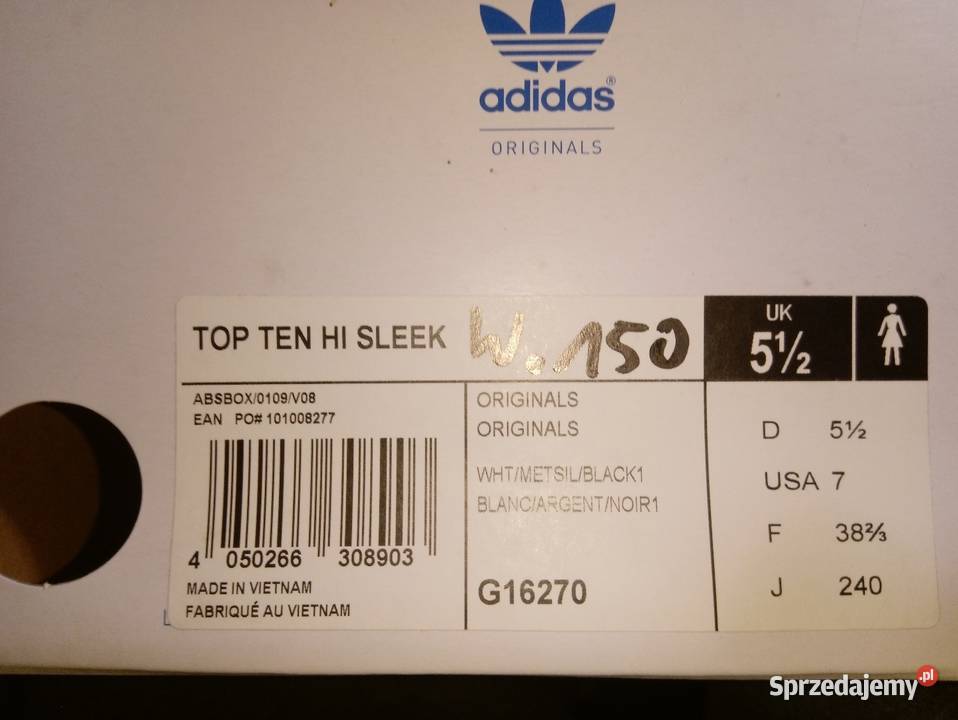 adidas®
ORIGINALS
TOP TEN HI SLEEK W.150
UK
5½
ABSBOX/0109/V08
EAN PO# 101008277
ORIGINALS
ORIGINALS
WHT/METSIL/BLACK1
BLANC/ARGENT/NOIR1
D 5½
USA 7
F 38⅔
J 240
4 050266 308903
MADE IN VIETNAM
FABRIQUÉ AU VIETNAM
G16270
Sprzedajemy.pl